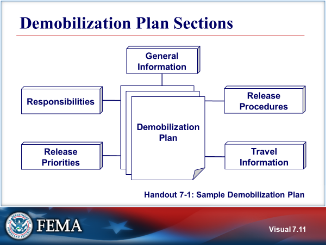 Demobilization Plan Sections
General
Information
Responsibilities
Release
Procedures
Demobilization
Plan
Release
Priorities
Travel
Information
Handout 7-1: Sample Demobilization Plan
FEMA
Visual 7.11